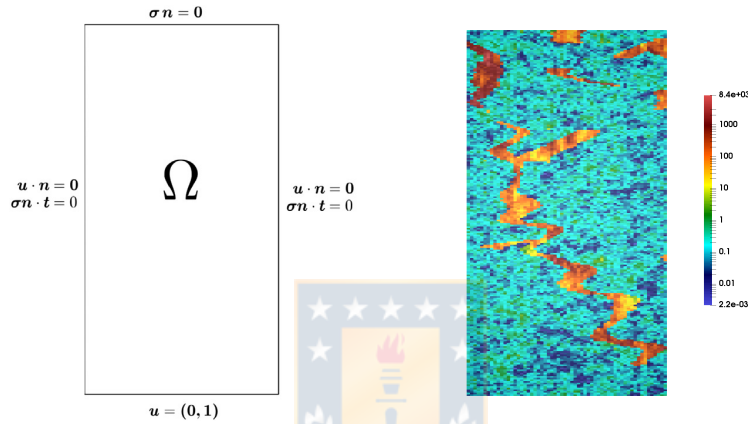 σ n = 0
Ω
u · n = 0
σn · t = 0
u · n = 0
σn · t = 0
u = (0, 1)
8.4e+03
1000
100
10
1
0.1
0.01
2.2e-03